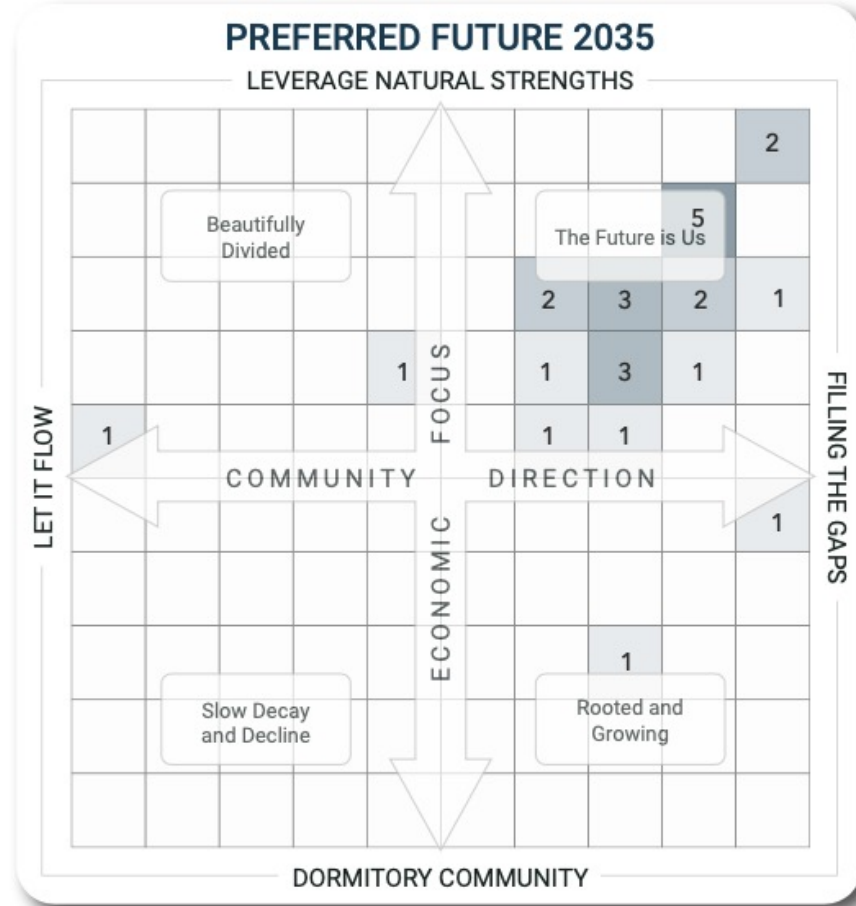 PREFERRED FUTURE 2035
LEVERAGE NATURAL STRENGTHS
2
Beautifully
Divided
5
The Future is Us
2 3 2 1
1 1 3 1
1 1 1
LET IT FLOW
FOCUS
COMMUNITY DIRECTION
ECONOMIC
FILLING THE GAPS
1
1
Slow Decay
and Decline
Rooted and
Growing
DORMITORY COMMUNITY